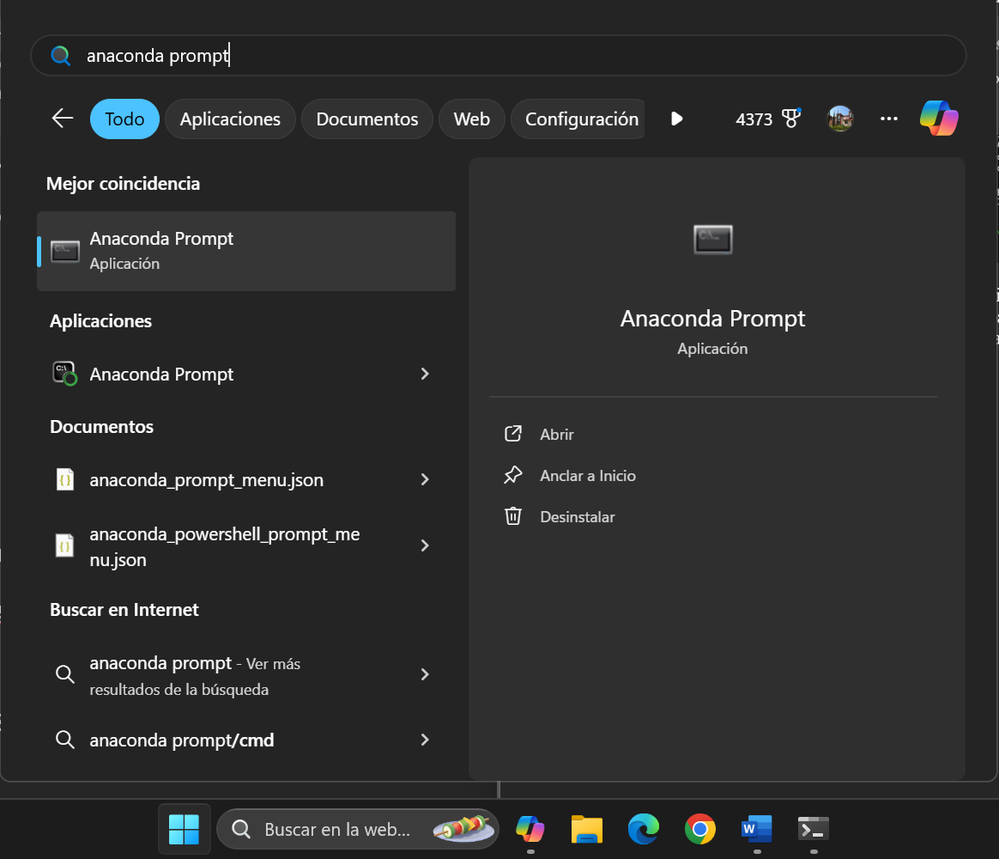 anaconda prompt
Todo
Aplicaciones
Documentos
Web
Configuración
4373
Mejor coincidencia
Anaconda Prompt
Aplicación
Aplicaciones
Anaconda Prompt
Documentos
anaconda_prompt_menu.json
anaconda_powershell_prompt_me
nu.json
Buscar en Internet
anaconda prompt - Ver más
resultados de la búsqueda
anaconda prompt/cmd
Anaconda Prompt
Aplicación
Abrir
Anclar a Inicio
Desinstalar
Buscar en la web...